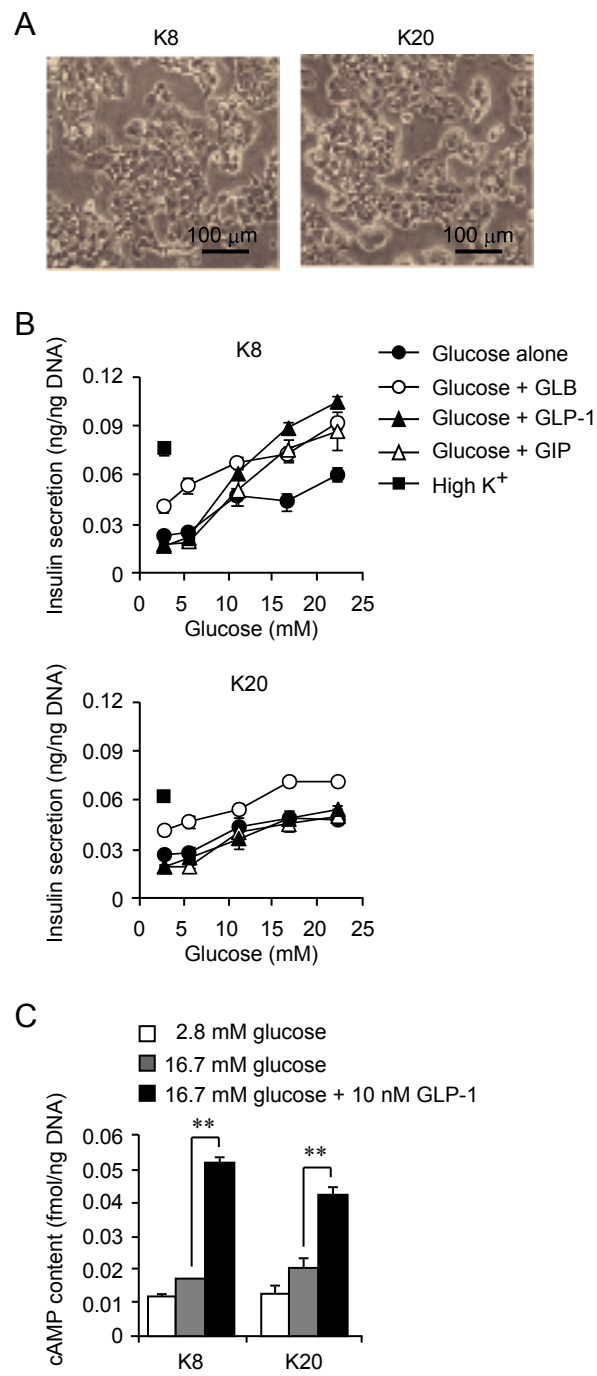 A
K8 K20
100 μm 100 μm
B
K8
Insulin secretion (ng/ng DNA)
0.12
0.09
0.06
0.03
0
0 5 10 15 20 25
Glucose (mM)
Glucose alone
Glucose + GLB
Glucose + GLP-1
Glucose + GIP
High K⁺
K20
Insulin secretion (ng/ng DNA)
0.12
0.09
0.06
0.03
0
0 5 10 15 20 25
Glucose (mM)
C
2.8 mM glucose
16.7 mM glucose
16.7 mM glucose + 10 nM GLP-1
cAMP content (fmol/ng DNA)
0.06
0.05
0.04
0.03
0.02
0.01
0
** **
K8 K20